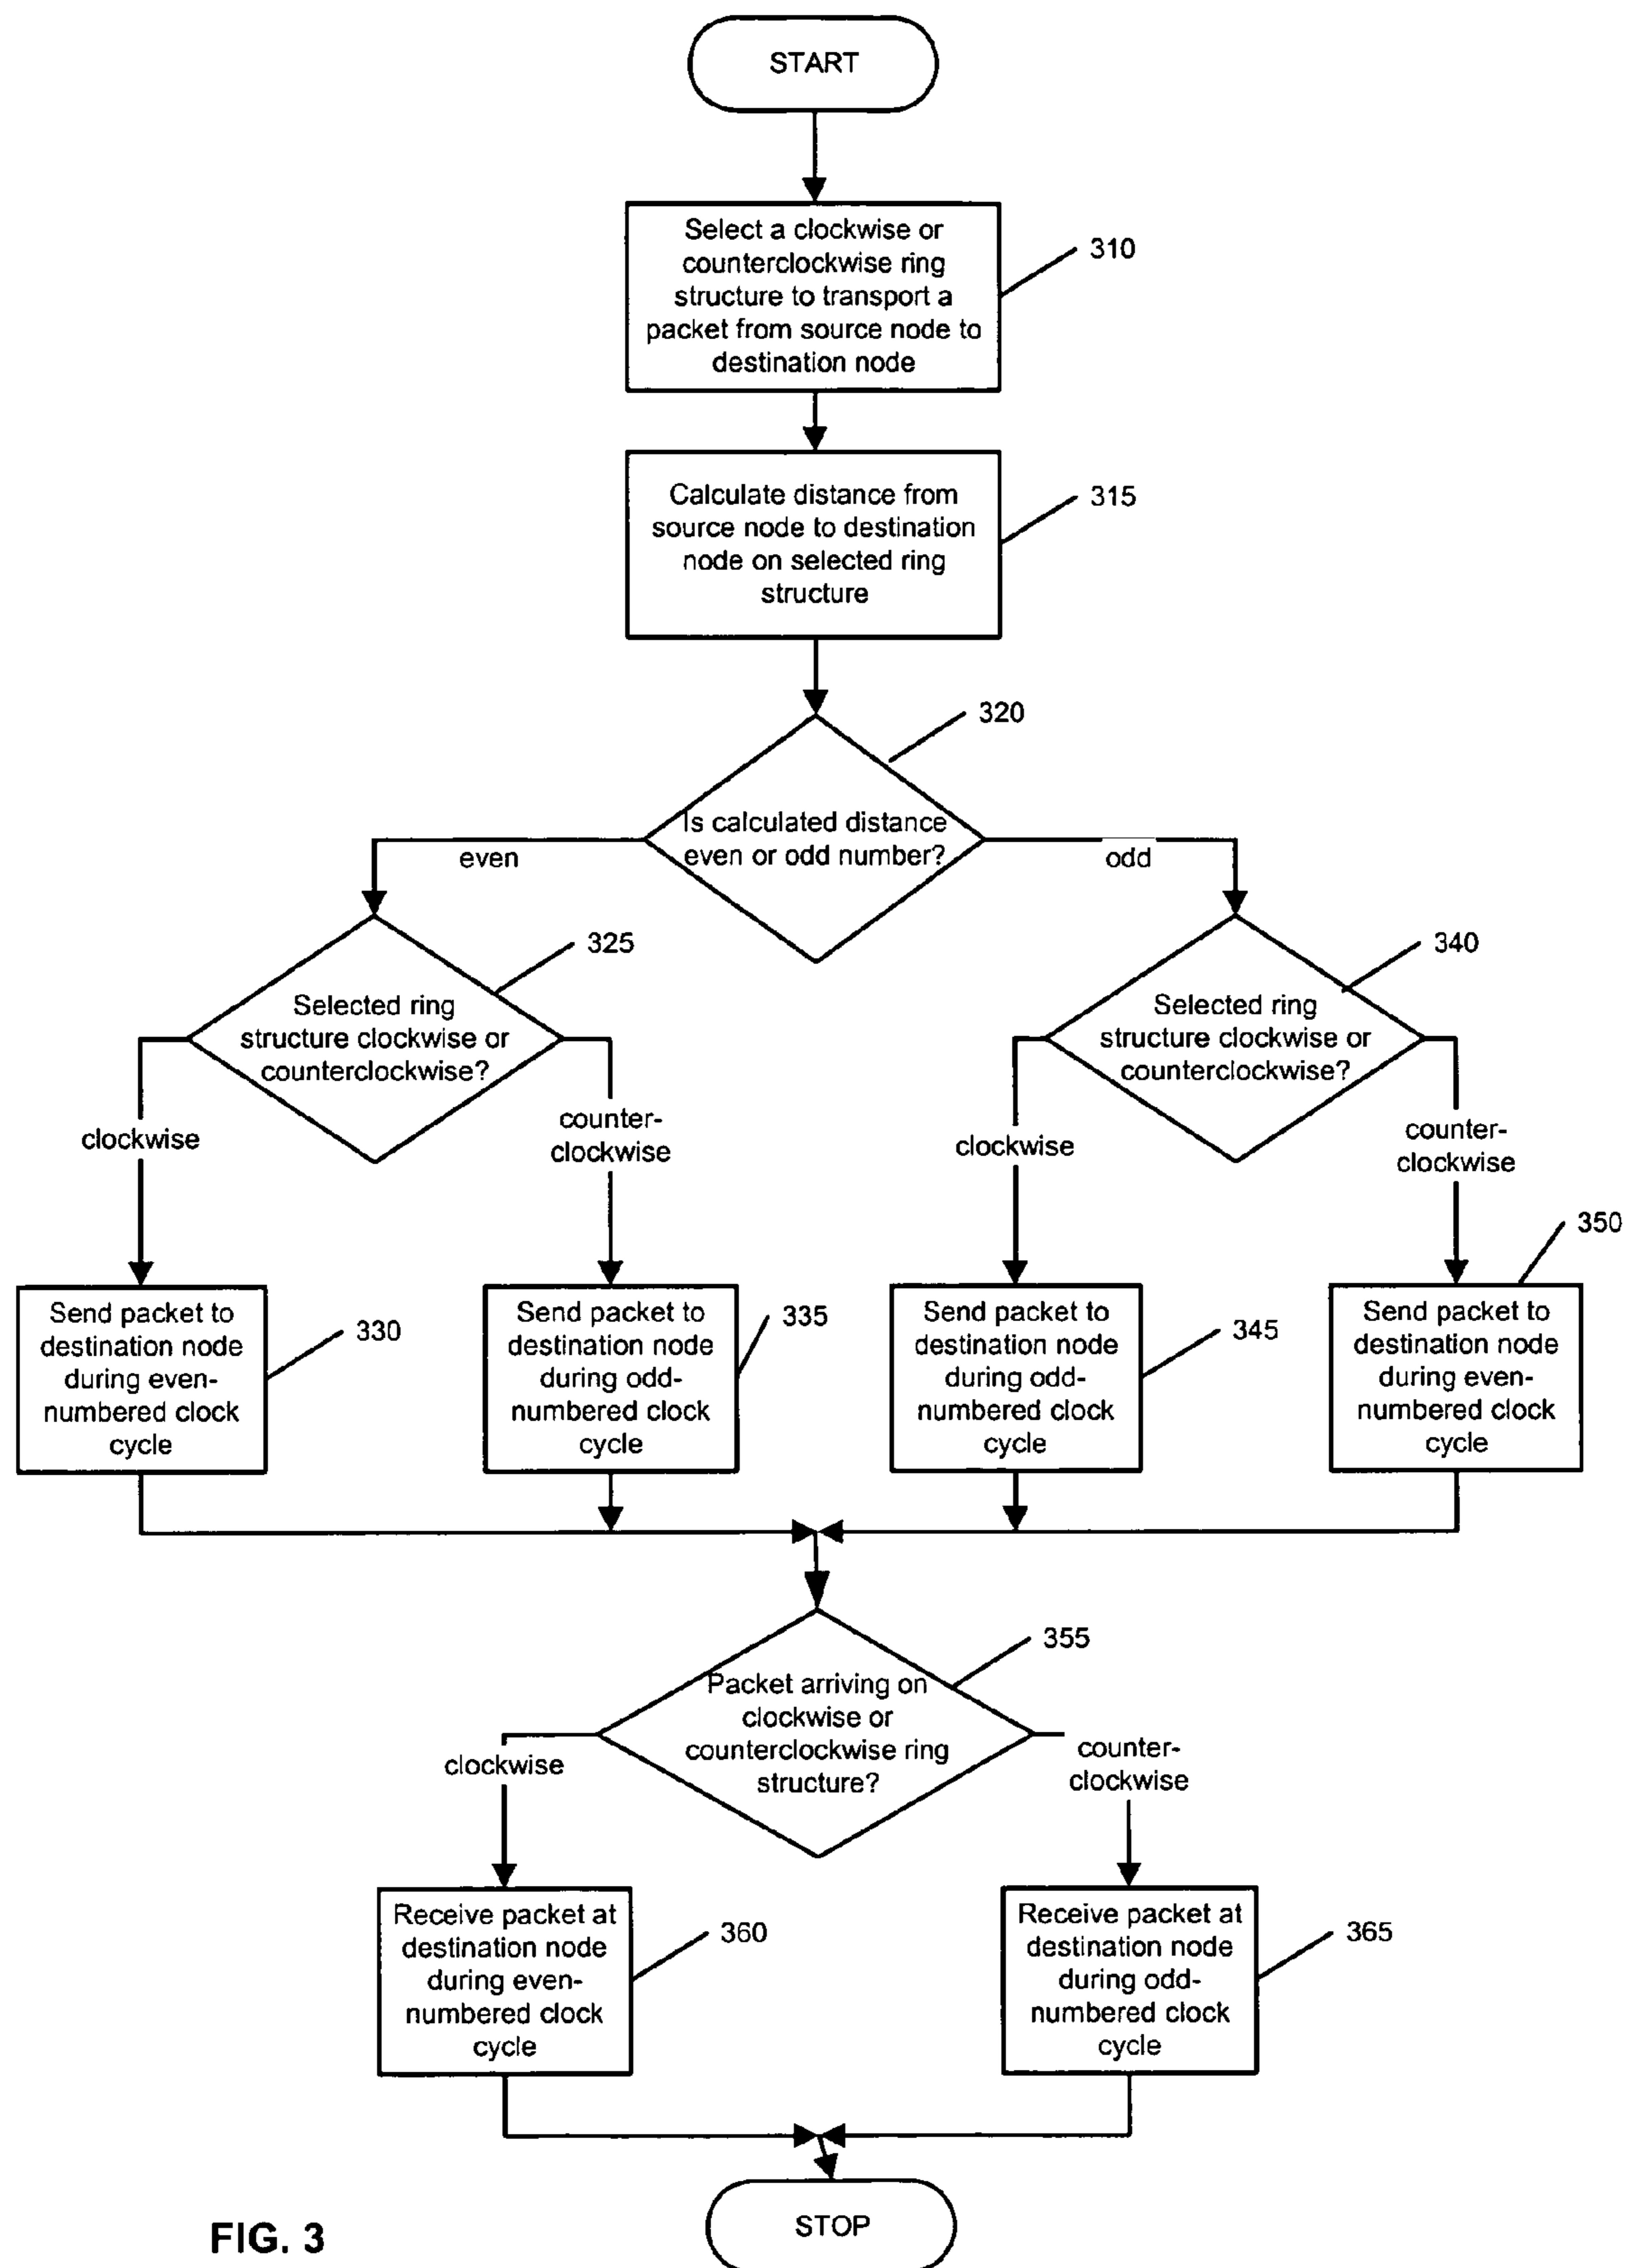 START
Select a clockwise or
counterclockwise ring
structure to transport a
packet from source node to
destination node
310
Calculate distance from
source node to destination
node on selected ring
structure
315
320
Is calculated distance
even or odd number?
even
odd
325
Selected ring
structure clockwise or
counterclockwise?
340
Selected ring
structure clockwise or
counterclockwise?
clockwise
counter-
clockwise
clockwise
counter-
clockwise
Send packet to
destination node
during even-
numbered clock
cycle
330
Send packet to
destination node
during odd-
numbered clock
cycle
335
Send packet to
destination node
during odd-
numbered clock
cycle
345
350
Send packet to
destination node
during even-
numbered clock
cycle
355
Packet arriving on
clockwise or
counterclockwise ring
structure?
clockwise
counter-
clockwise
Receive packet at
destination node
during even-
numbered clock
cycle
360
Receive packet at
destination node
during odd-
numbered clock
cycle
365
STOP
FIG. 3